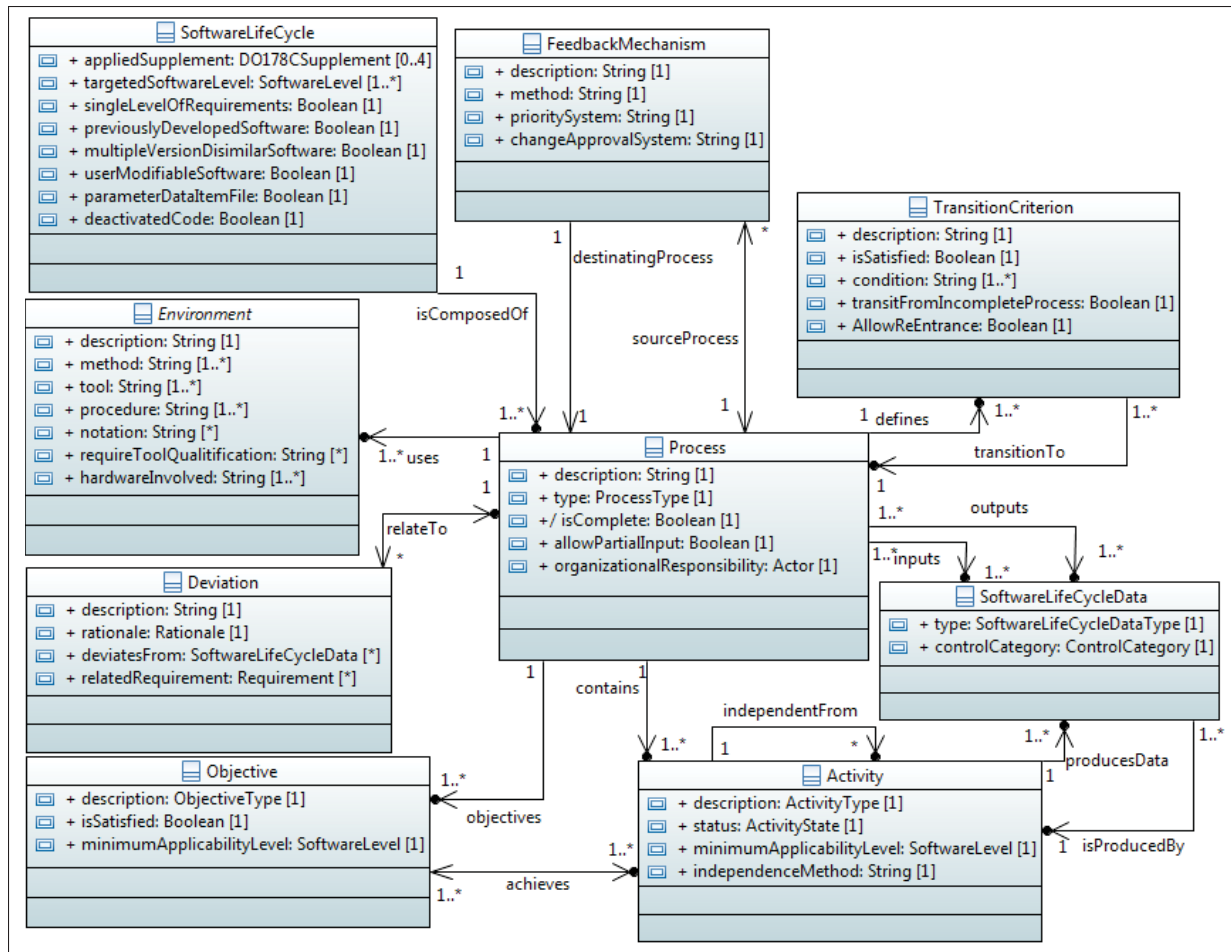 SoftwareLifeCycle
+ appliedSupplement: DO178CSupplement [0..4]
+ targetedSoftwareLevel: SoftwareLevel [1..*]
+ singleLevelOfRequirements: Boolean [1]
+ previouslyDevelopedSoftware: Boolean [1]
+ multipleVersionDisimilarSoftware: Boolean [1]
+ userModifiableSoftware: Boolean [1]
+ parameterDataItemFile: Boolean [1]
+ deactivatedCode: Boolean [1]
FeedbackMechanism
+ description: String [1]
+ method: String [1]
+ prioritySystem: String [1]
+ changeApprovalSystem: String [1]
TransitionCriterion
+ description: String [1]
+ isSatisfied: Boolean [1]
+ condition: String [1..*]
+ transitFromIncompleteProcess: Boolean [1]
+ AllowReEntrance: Boolean [1]
1
isComposedOf
1..*
1
destinatingProcess
1
*
sourceProcess
1
1
defines
1..*
1..*
transitionTo
1
Environment
+ description: String [1]
+ method: String [1..*]
+ tool: String [1..*]
+ procedure: String [1..*]
+ notation: String [*]
+ requireToolQualitification: String [*]
+ hardwareInvolved: String [1..*]
1..*
uses
1
1
relateTo
*
Process
+ description: String [1]
+ type: ProcessType [1]
+/ isComplete: Boolean [1]
+ allowPartialInput: Boolean [1]
+ organizationalResponsibility: Actor [1]
1..*
outputs
1..*
1..*
inputs
1..*
Deviation
+ description: String [1]
+ rationale: Rationale [1]
+ deviatesFrom: SoftwareLifeCycleData [*]
+ relatedRequirement: Requirement [*]
SoftwareLifeCycleData
+ type: SoftwareLifeCycleDataType [1]
+ controlCategory: ControlCategory [1]
1
objectives
1..*
1
contains
1..*
independentFrom
1
*
1..*
producesData
1
1..*
isProducedBy
1
Objective
+ description: ObjectiveType [1]
+ isSatisfied: Boolean [1]
+ minimumApplicabilityLevel: SoftwareLevel [1]
1..*
achieves
1..*
Activity
+ description: ActivityType [1]
+ status: ActivityState [1]
+ minimumApplicabilityLevel: SoftwareLevel [1]
+ independenceMethod: String [1]